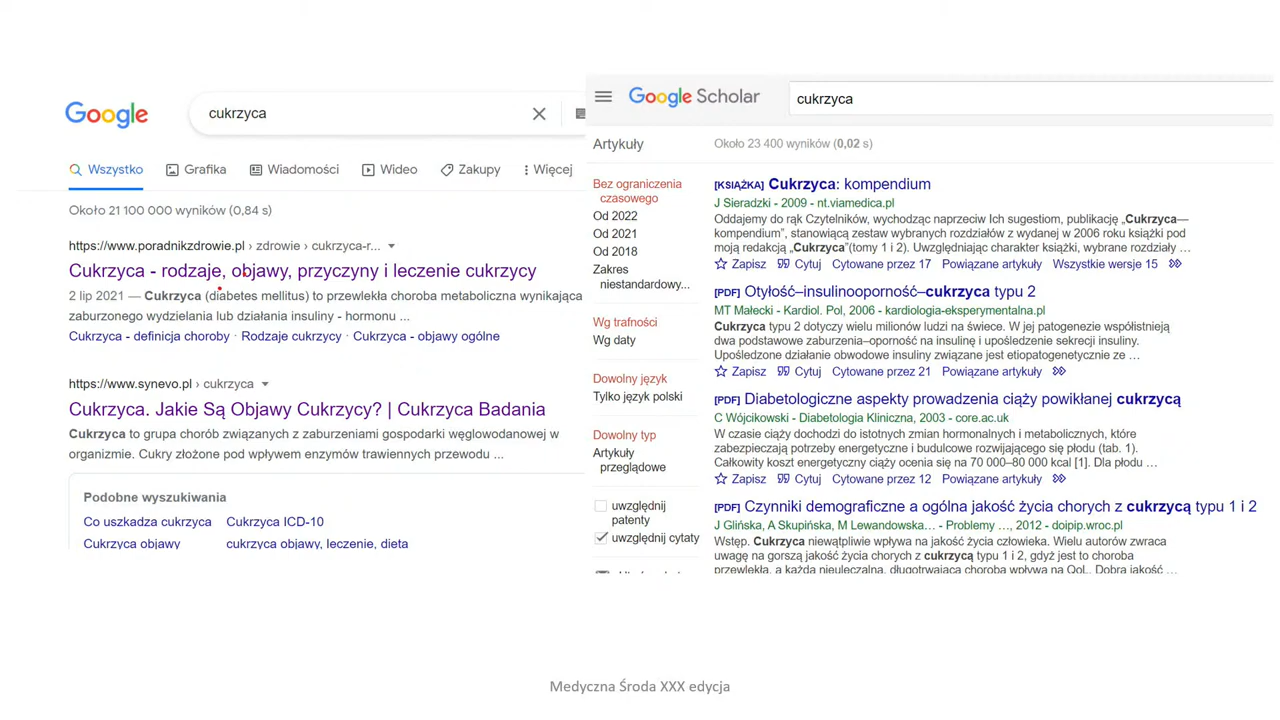 Google
cukrzyca
Wszystko Grafika Wiadomości Wideo Zakupy Więcej
Około 21 100 000 wyników (0,84 s)
https://www.poradnikzdrowie.pl › zdrowie › cukrzyca-r...
Cukrzyca - rodzaje, objawy, przyczyny i leczenie cukrzycy
2 lip 2021 — Cukrzyca (diabetes mellitus) to przewlekła choroba metaboliczna wynikająca
zaburzonego wydzielania lub działania insuliny - hormonu ...
Cukrzyca - definicja choroby · Rodzaje cukrzycy · Cukrzyca - objawy ogólne
https://www.synevo.pl › cukrzyca
Cukrzyca. Jakie Są Objawy Cukrzycy? | Cukrzyca Badania
Cukrzyca to grupa chorób związanych z zaburzeniami gospodarki węglowodanowej w
organizmie. Cukry złożone pod wpływem enzymów trawiennych przewodu ...
Podobne wyszukiwania
Co uszkadza cukrzyca Cukrzyca ICD-10
Cukrzyca objawy cukrzyca objawy, leczenie, dieta
Google Scholar
cukrzyca
Artykuły
Około 23 400 wyników (0,02 s)
Bez ograniczenia
czasowego
Od 2022
Od 2021
Od 2018
Zakres
niestandardowy...
Wg trafności
Wg daty
Dowolny język
Tylko język polski
Dowolny typ
Artykuły
przeglądowe
uwzględnij
patenty
uwzględnij cytaty
[KSIĄŻKA] Cukrzyca: kompendium
J Sieradzki - 2009 - nt.viamedica.pl
Oddajemy do rąk Czytelników, wychodząc naprzeciw Ich sugestiom, publikację „Cukrzyca—
kompendium”, stanowiącą zestaw wybranych rozdziałów z wydanej w 2006 roku książki pod
moją redakcją „Cukrzyca”(tomy 1 i 2). Uwzględniając charakter książki, wybrane rozdziały ...
Zapisz Cytuj Cytowane przez 17 Powiązane artykuły Wszystkie wersje 15
[PDF] Otyłość–insulinooporność–cukrzyca typu 2
MT Małecki - Kardiol. Pol, 2006 - kardiologia-eksperymentalna.pl
Cukrzyca typu 2 dotyczy wielu milionów ludzi na świece. W jej patogenezie współistnieją
dwa podstawowe zaburzenia–oporność na insulinę i upośledzenie sekrecji insuliny.
Upośledzone działanie obwodowe insuliny związane jest etiopatogenetycznie ze ...
Zapisz Cytuj Cytowane przez 21 Powiązane artykuły
[PDF] Diabetologiczne aspekty prowadzenia ciąży powikłanej cukrzycą
C Wójcikowski - Diabetologia Kliniczna, 2003 - core.ac.uk
W czasie ciąży dochodzi do istotnych zmian hormonalnych i metabolicznych, które
zabezpieczają potrzeby energetyczne i budulcowe rozwijającego się płodu (tab. 1).
Całkowity koszt energetyczny ciąży ocenia się na 70 000–80 000 kcal [1]. Dla płodu ...
Zapisz Cytuj Cytowane przez 12 Powiązane artykuły
[PDF] Czynniki demograficzne a ogólna jakość życia chorych z cukrzycą typu 1 i 2
J Glińska, A Skupińska, M Lewandowska… - Problemy …, 2012 - doipip.wroc.pl
Wstęp. Cukrzyca niewątpliwie wpływa na jakość życia człowieka. Wielu autorów zwraca
uwagę na gorszą jakość życia chorych z cukrzycą typu 1 i 2, gdyż jest to choroba
przewlekła, a każda nieuleczalna, długotrwająca choroba wpływa na QoL. Dobra jakość ...
Medyczna Środa XXX edycja